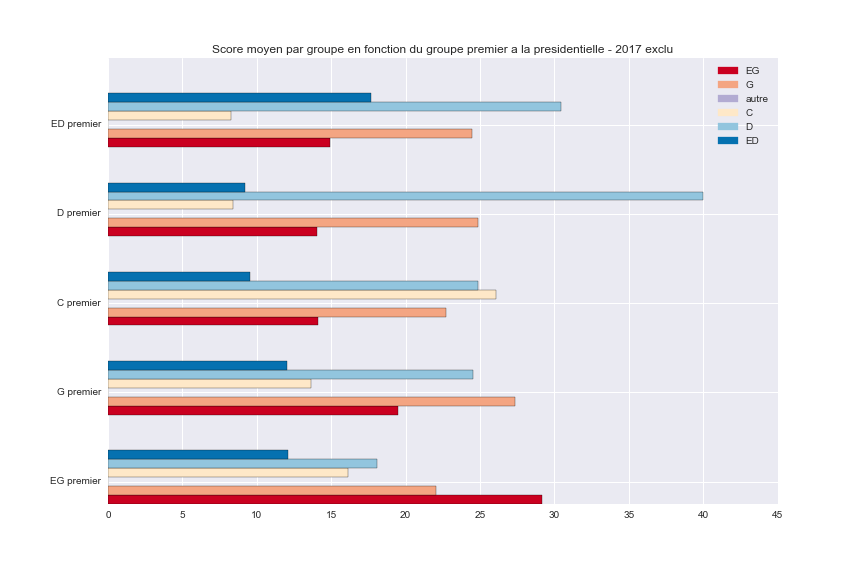 Score moyen par groupe en fonction du groupe premier a la presidentielle - 2017 exclu
EG
G
autre
C
D
ED
ED premier
D premier
C premier
G premier
EG premier
0 5 10 15 20 25 30 35 40 45